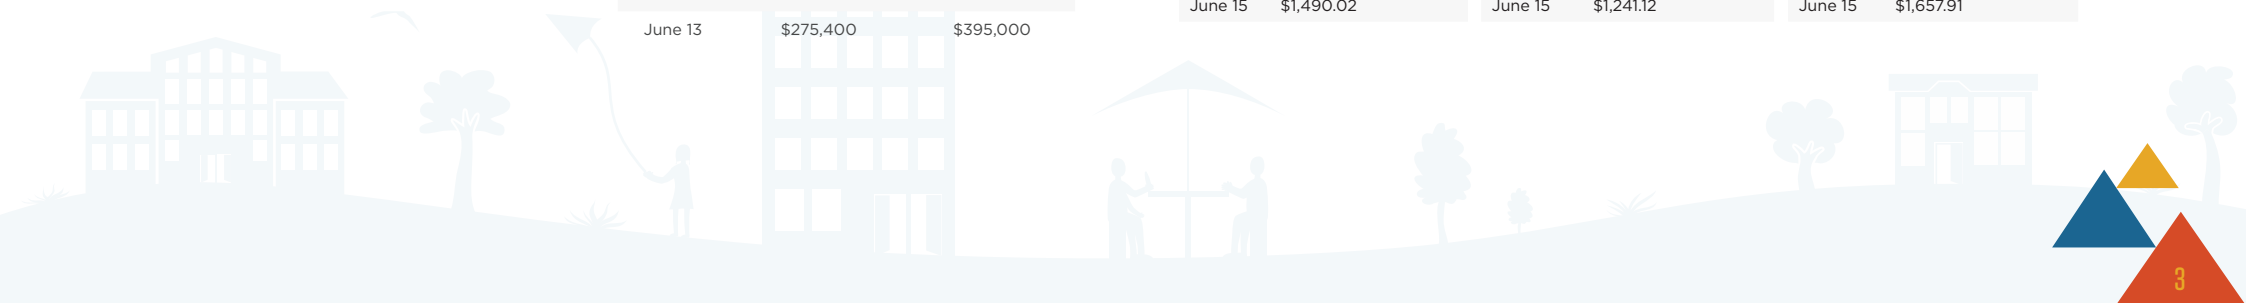 June 15 $1,490.02
June 15 $1,241.12
June 15 $1,657.91
June 13 $275,400 $395,000
3